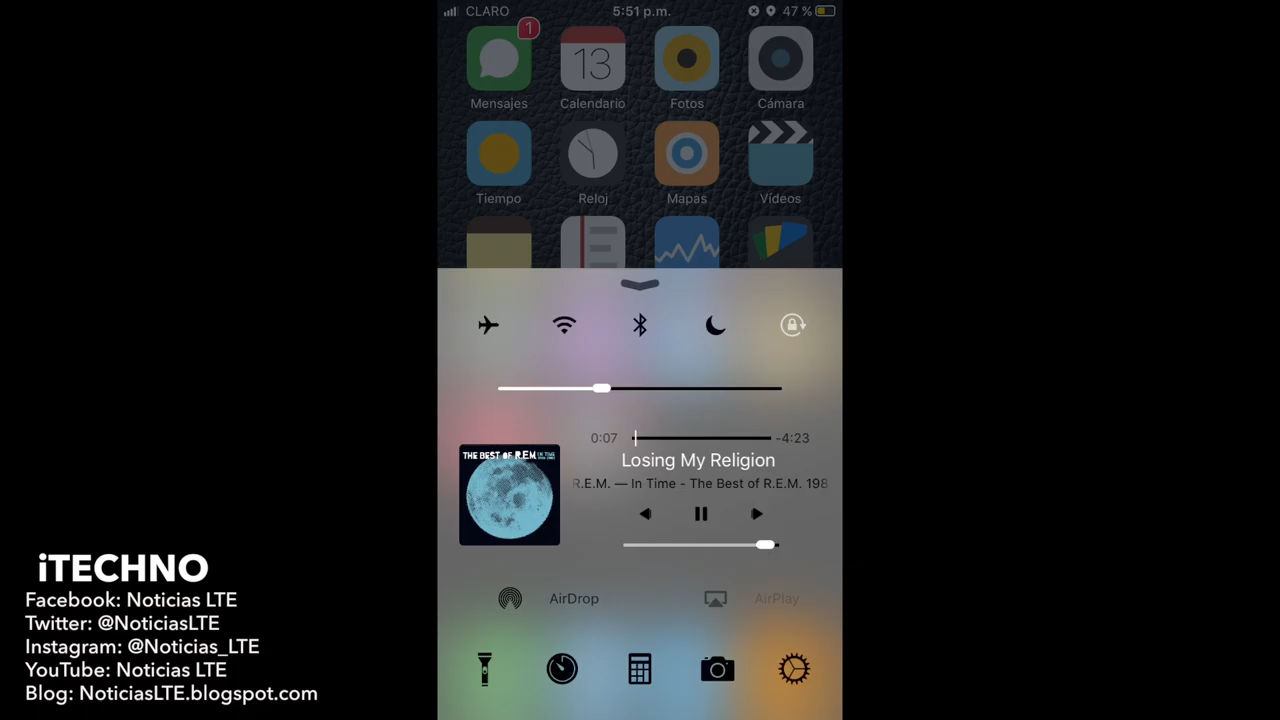 CLARO 5:51 p.m. 47 %
1
13
Mensajes Calendario Fotos Cámara
Tiempo Reloj Mapas Vídeos
0:07 -4:23
THE BEST OF R.E.M. IN TIME
Losing My Religion
R.E.M. — In Time - The Best of R.E.M. 198
AirDrop AirPlay
iTECHNO
Facebook: Noticias LTE
Twitter: @NoticiasLTE
Instagram: @Noticias_LTE
YouTube: Noticias LTE
Blog: NoticiasLTE.blogspot.com